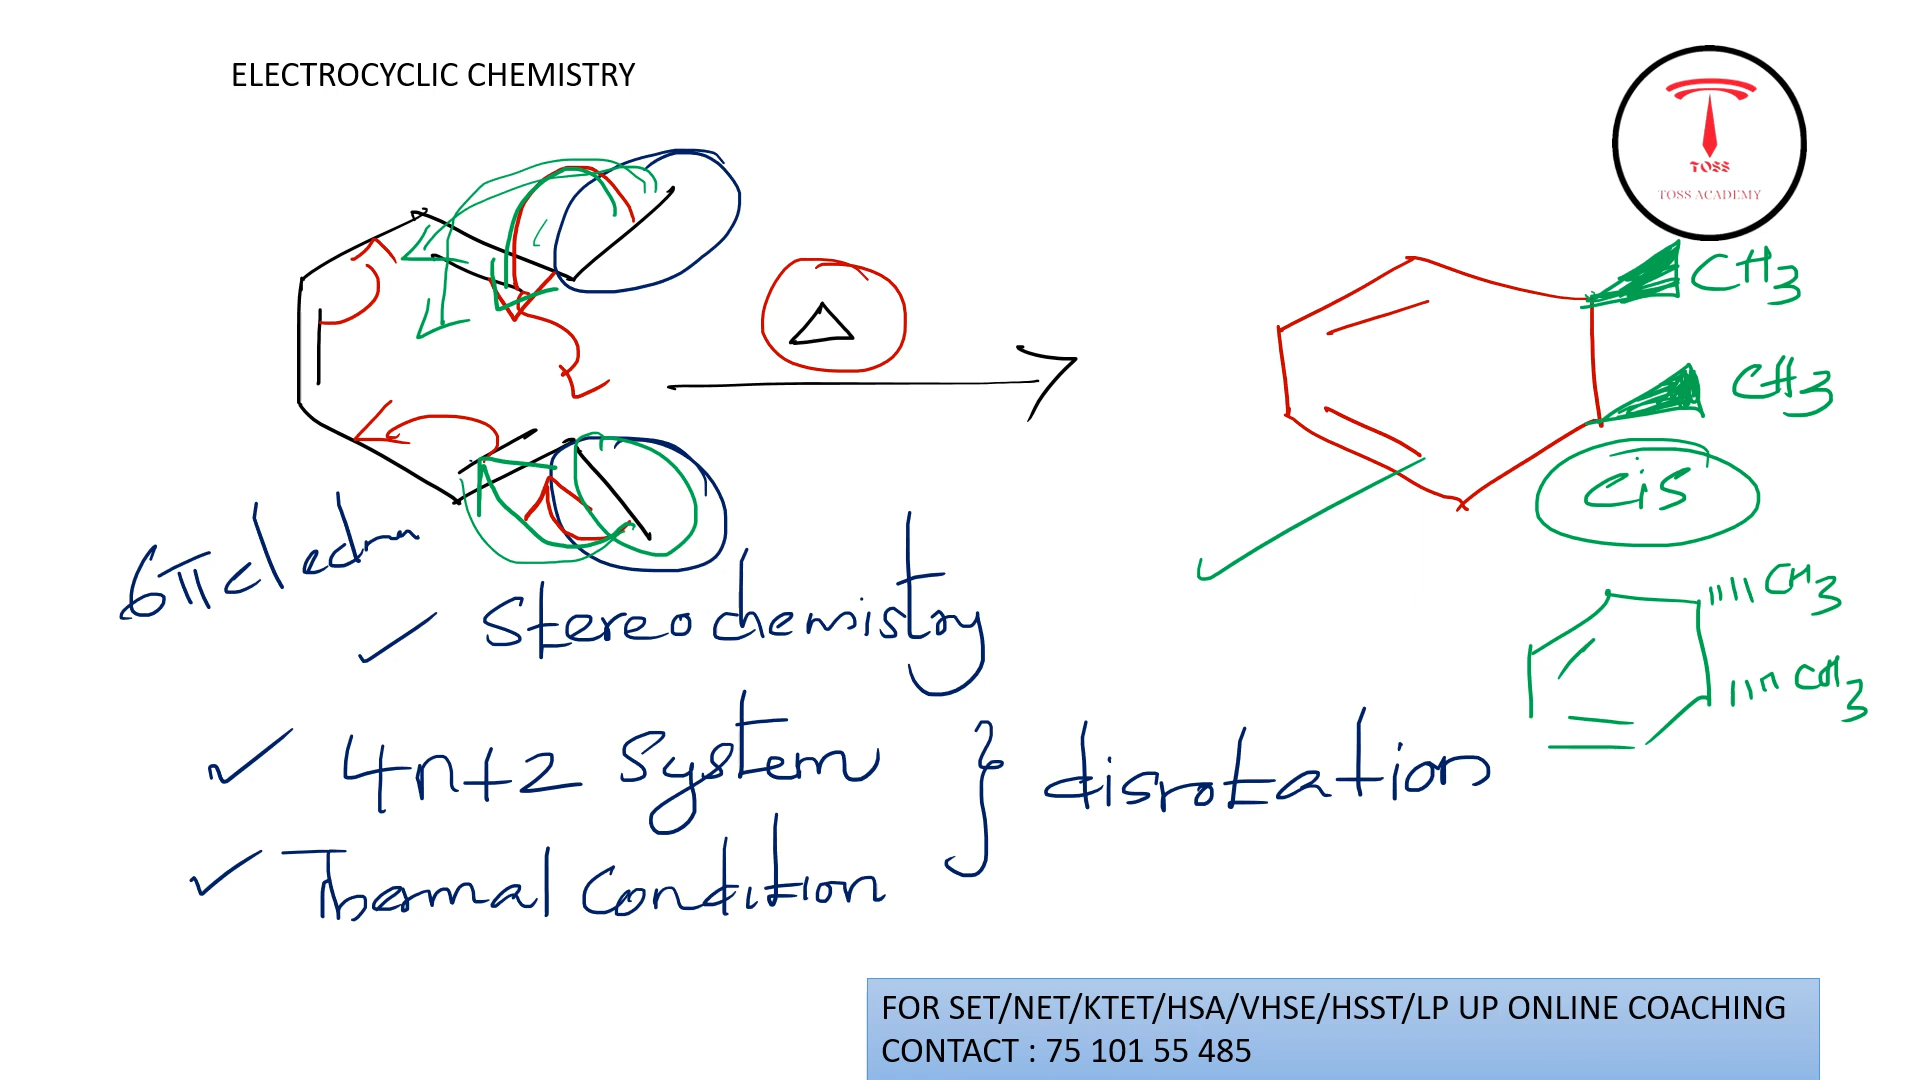 ELECTROCYCLIC CHEMISTRY
TOSS
TOSS ACADEMY
CH3
CH3
cis
CH3
CH3
6π
Stereochemistry
4n+2 System } disrotation
Thermal Condition
FOR SET/NET/KTET/HSA/VHSE/HSST/LP UP ONLINE COACHING
CONTACT : 75 101 55 485